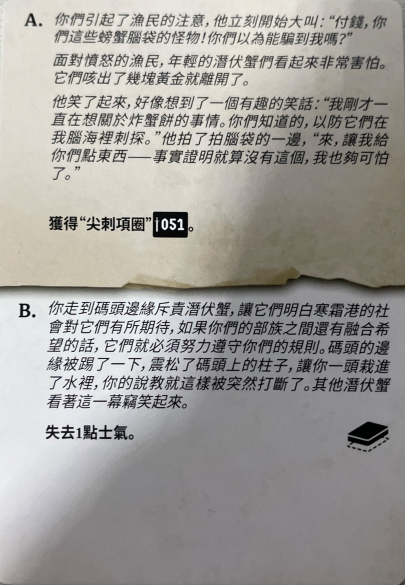 A. 你們引起了漁民的注意，他立刻開始大叫：“付錢，你
們這些螃蟹腦袋的怪物！你們以為能騙到我嗎？”
面對憤怒的漁民，年輕的潛伏蟹們看起來非常害怕。
它們咳出了幾塊黃金就離開了。
他笑了起來，好像想到了一個有趣的笑話：“我剛才一
直在想關於炸蟹餅的事情。你們知道的，以防它們在
我腦海裡刺探。”他拍了拍腦袋的一邊，“來，讓我給
你們點東西——事實證明就算沒有這個，我也夠可怕
了。”
獲得“尖刺項圈”051。
B. 你走到碼頭邊緣斥責潛伏蟹，讓它們明白寒霜港的社
會對它們有所期待，如果你們的部族之間還有融合希
望的話，它們就必須努力遵守你們的規則。碼頭的邊
緣被踢了一下，震松了碼頭上的柱子，讓你一頭栽進
了水裡，你的說教就這樣被突然打斷了。其他潛伏蟹
看著這一幕竊笑起來。
失去1點士氣。